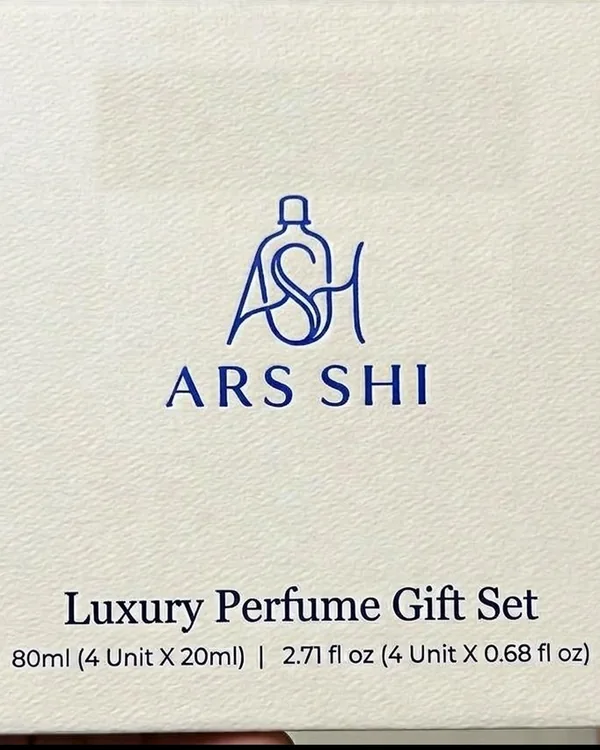 ASH
ARS SHI
Luxury Perfume Gift Set
80ml (4 Unit X 20ml) | 2.71 fl oz (4 Unit X 0.68 fl oz)